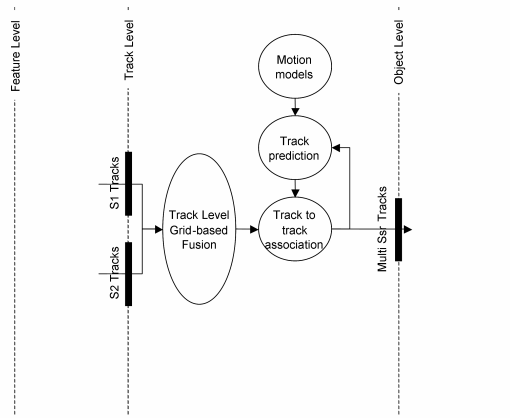 Feature Level
Track Level
Object Level
Motion
models
Track
prediction
S1 Tracks
Track Level
Grid-based
Fusion
Track to
track
association
Multi Ssr Tracks
S2 Tracks